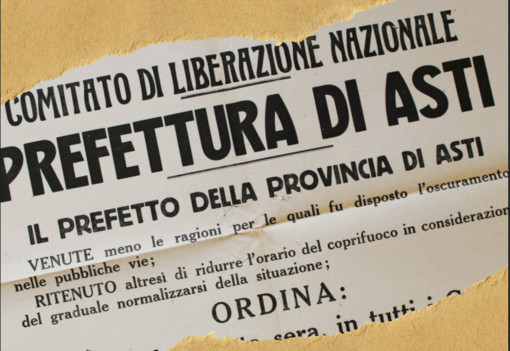 COMITATO DI LIBERAZIONE NAZIONALE
PREFETTURA DI ASTI
IL PREFETTO DELLA PROVINCIA DI ASTI
VENUTE meno le ragioni per le quali fu disposto l'oscuramento
nelle pubbliche vie;
RITENUTO altresì di ridurre l'orario del coprifuoco in considerazion
del graduale normalizzarsi della situazione;
ORDINA:
sera, in tutti i